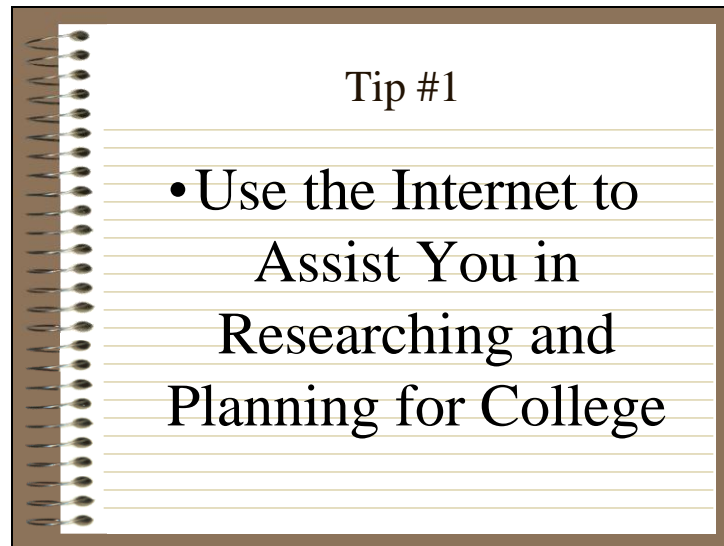 Tip #1
•Use the Internet to
Assist You in
Researching and
Planning for College